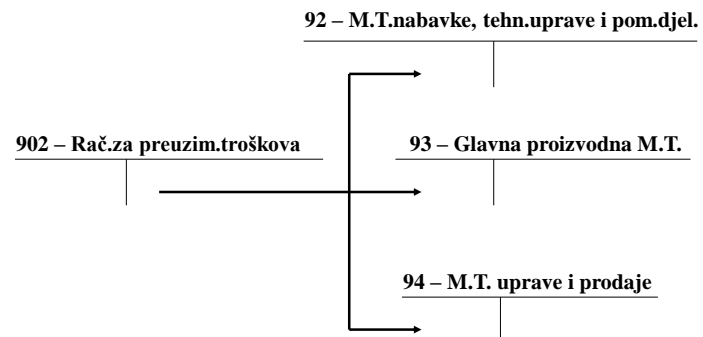 92 – M.T.nabavke, tehn.uprave i pom.djel.
902 – Rač.za preuzim.troškova
93 – Glavna proizvodna M.T.
94 – M.T. uprave i prodaje